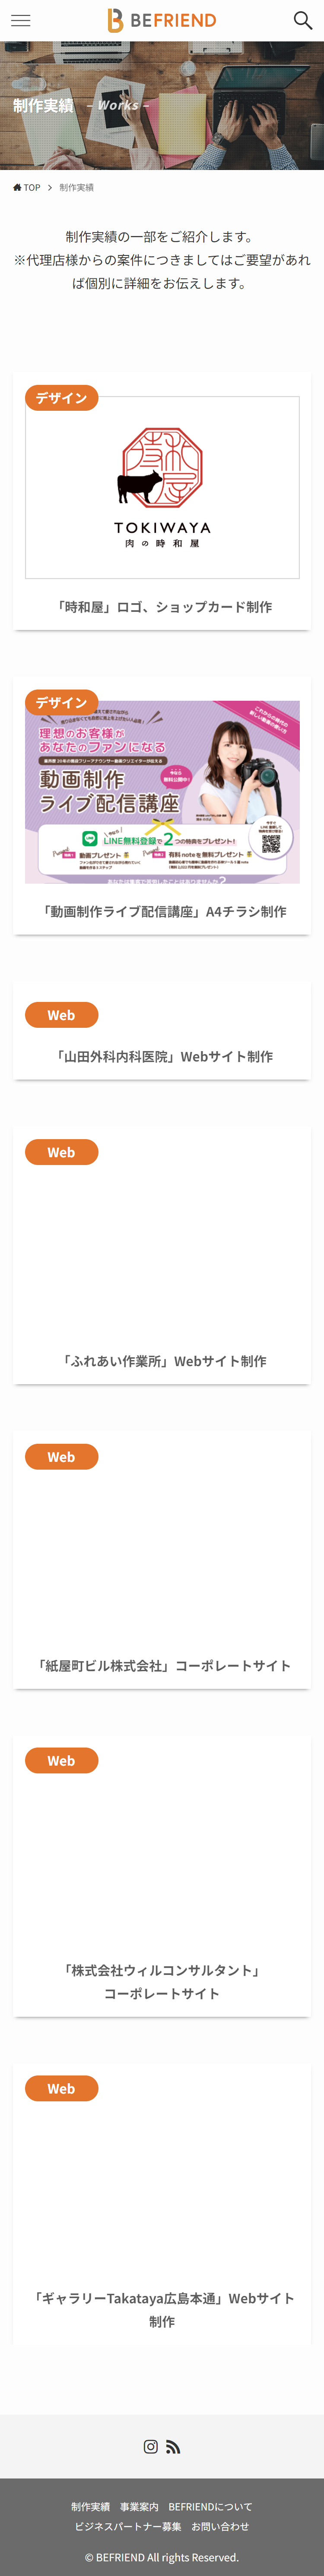 BEFRIEND
制作実績 – Works –
TOP > 制作実績
制作実績の一部をご紹介します。
※代理店様からの案件につきましてはご要望があれ
ば個別に詳細をお伝えします。
デザイン
TOKIWAYA
肉の時和屋
「時和屋」ロゴ、ショップカード制作
デザイン
理想のお客様が
あなたのファンになる
動画制作
ライブ配信講座
LINE無料登録で2つの特典をプレゼント!
動画プレゼント
有料noteを無料プレゼント
「動画制作ライブ配信講座」A4チラシ制作
Web
「山田外科内科医院」Webサイト制作
Web
「ふれあい作業所」Webサイト制作
Web
「紙屋町ビル株式会社」コーポレートサイト
Web
「株式会社ウィルコンサルタント」
コーポレートサイト
Web
「ギャラリーTakataya広島本通」Webサイト
制作
制作実績 事業案内 BEFRIENDについて
ビジネスパートナー募集 お問い合わせ
© BEFRIEND All rights Reserved.